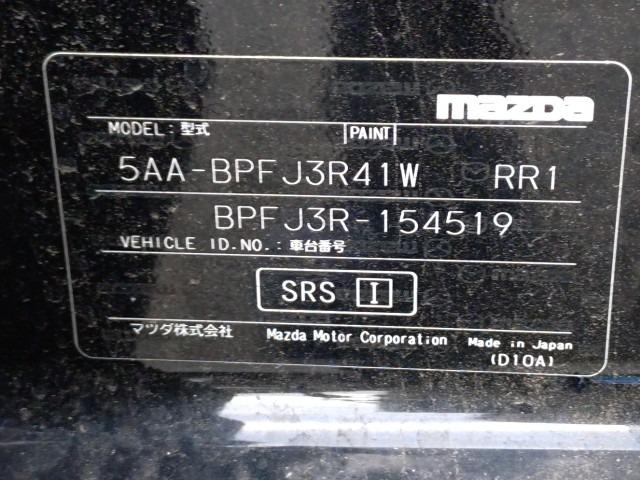 mazda
MODEL: 型式 PAINT
5AA-BPFJ3R41W RR1
BPFJ3R-154519
VEHICLE ID.NO.: 車台番号
SRS I
マツダ株式会社 Mazda Motor Corporation Made in Japan
(D10A)